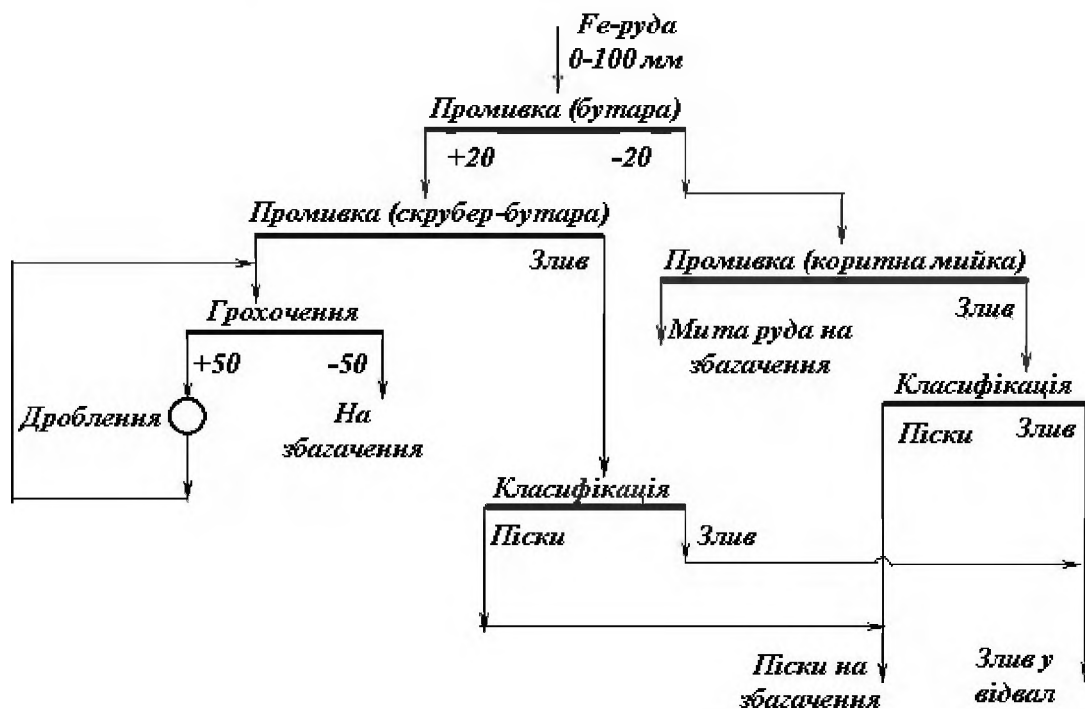 Fe-руда
0-100 мм
Промивка (бутара)
+20
-20
Промивка (скрубер-бутара)
Злив
Промивка (коритна мийка)
Злив
Грохочення
Мита руда на
збагачення
+50
-50
Класифікація
Дроблення
На
збагачення
Піски
Злив
Класифікація
Піски
Злив
Піски на
збагачення
Злив у
відвал